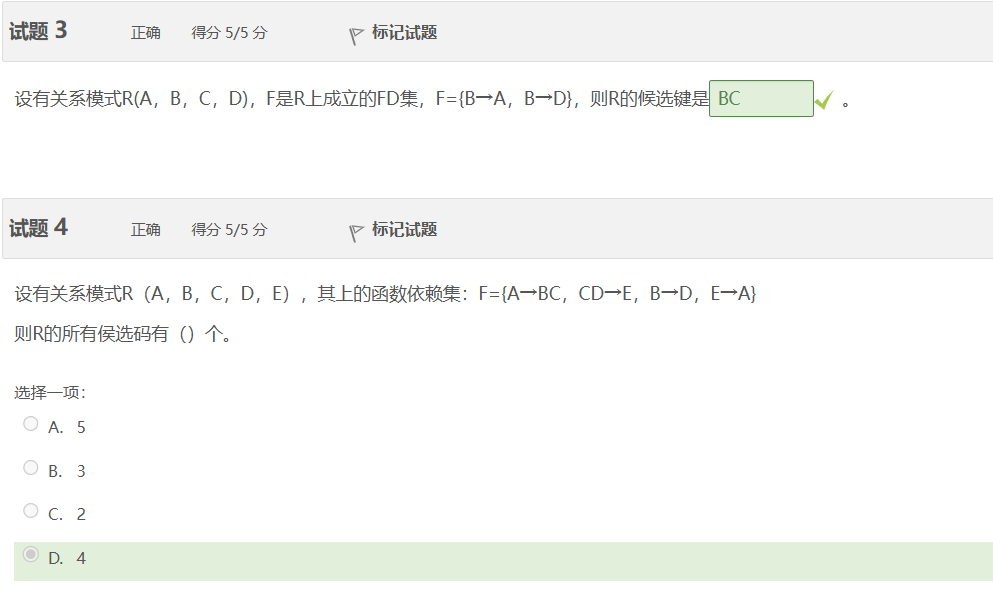 试题 3 正确 得分 5/5 分 标记试题
设有关系模式R(A，B，C，D)，F是R上成立的FD集，F={B→A，B→D}，则R的候选键是 BC 。
试题 4 正确 得分 5/5 分 标记试题
设有关系模式R（A，B，C，D，E），其上的函数依赖集：F={A→BC，CD→E，B→D，E→A}
则R的所有侯选码有（）个。
选择一项：
A. 5
B. 3
C. 2
D. 4